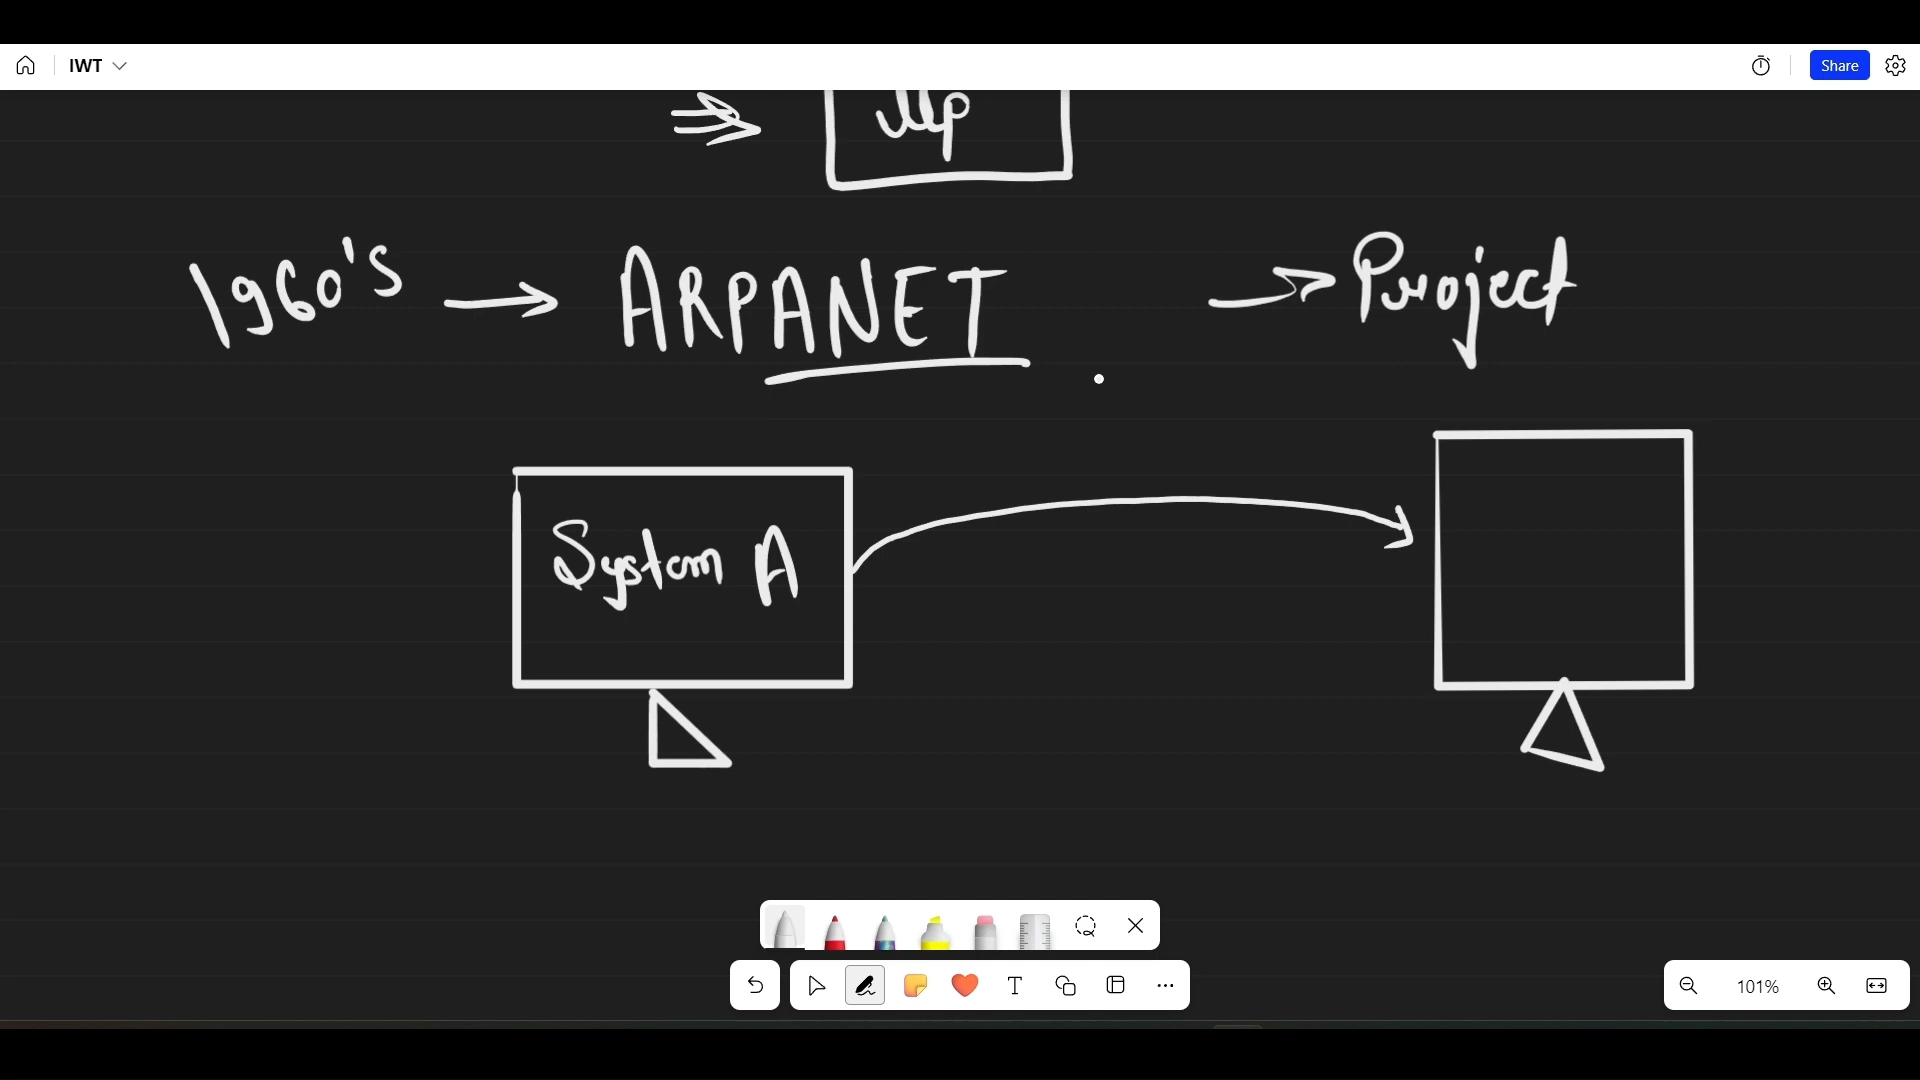 IWT
Share
1960's → ARPANET → Project
System A
101%